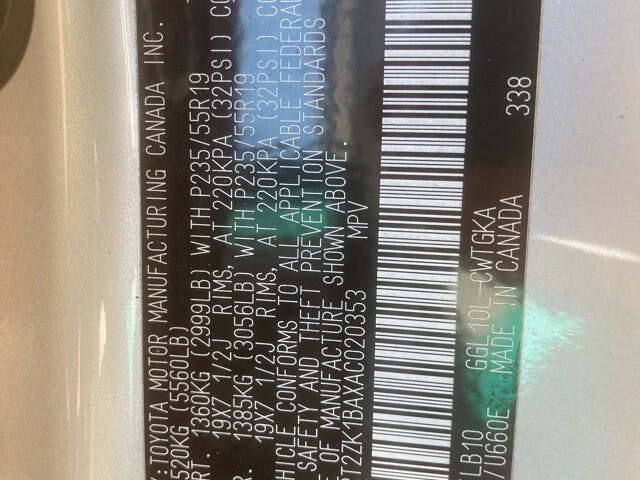 Y:TOYOTA MOTOR MANUFACTURING CANADA INC.
520KG (5560LB)
RT. 1360KG (2999LB) WITH P235/55R19
19X7 1/2J RIMS, AT 220KPA (32PSI) CO
R. 1385KG (3056LB) WITH P235/55R19
19X7 1/2J RIMS, AT 220KPA (32PSI) CO
HICLE CONFORMS TO ALL APPLICABLE FEDERA
SAFETY AND THEFT PREVENTION STANDARDS
E OF MANUFACTURE SHOWN ABOVE.
T2ZK1BAXAC020353 MPV
338
LB10 GGL10L-CWTGKA
/U660E MADE IN CANADA